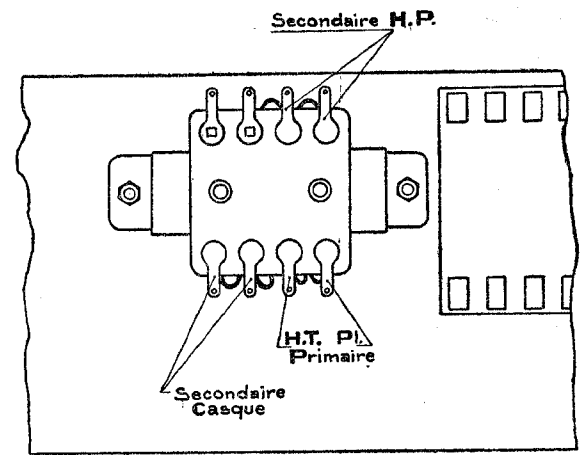 Secondaire H.P.
H.T. Pl.
Primaire
Secondaire
Casque